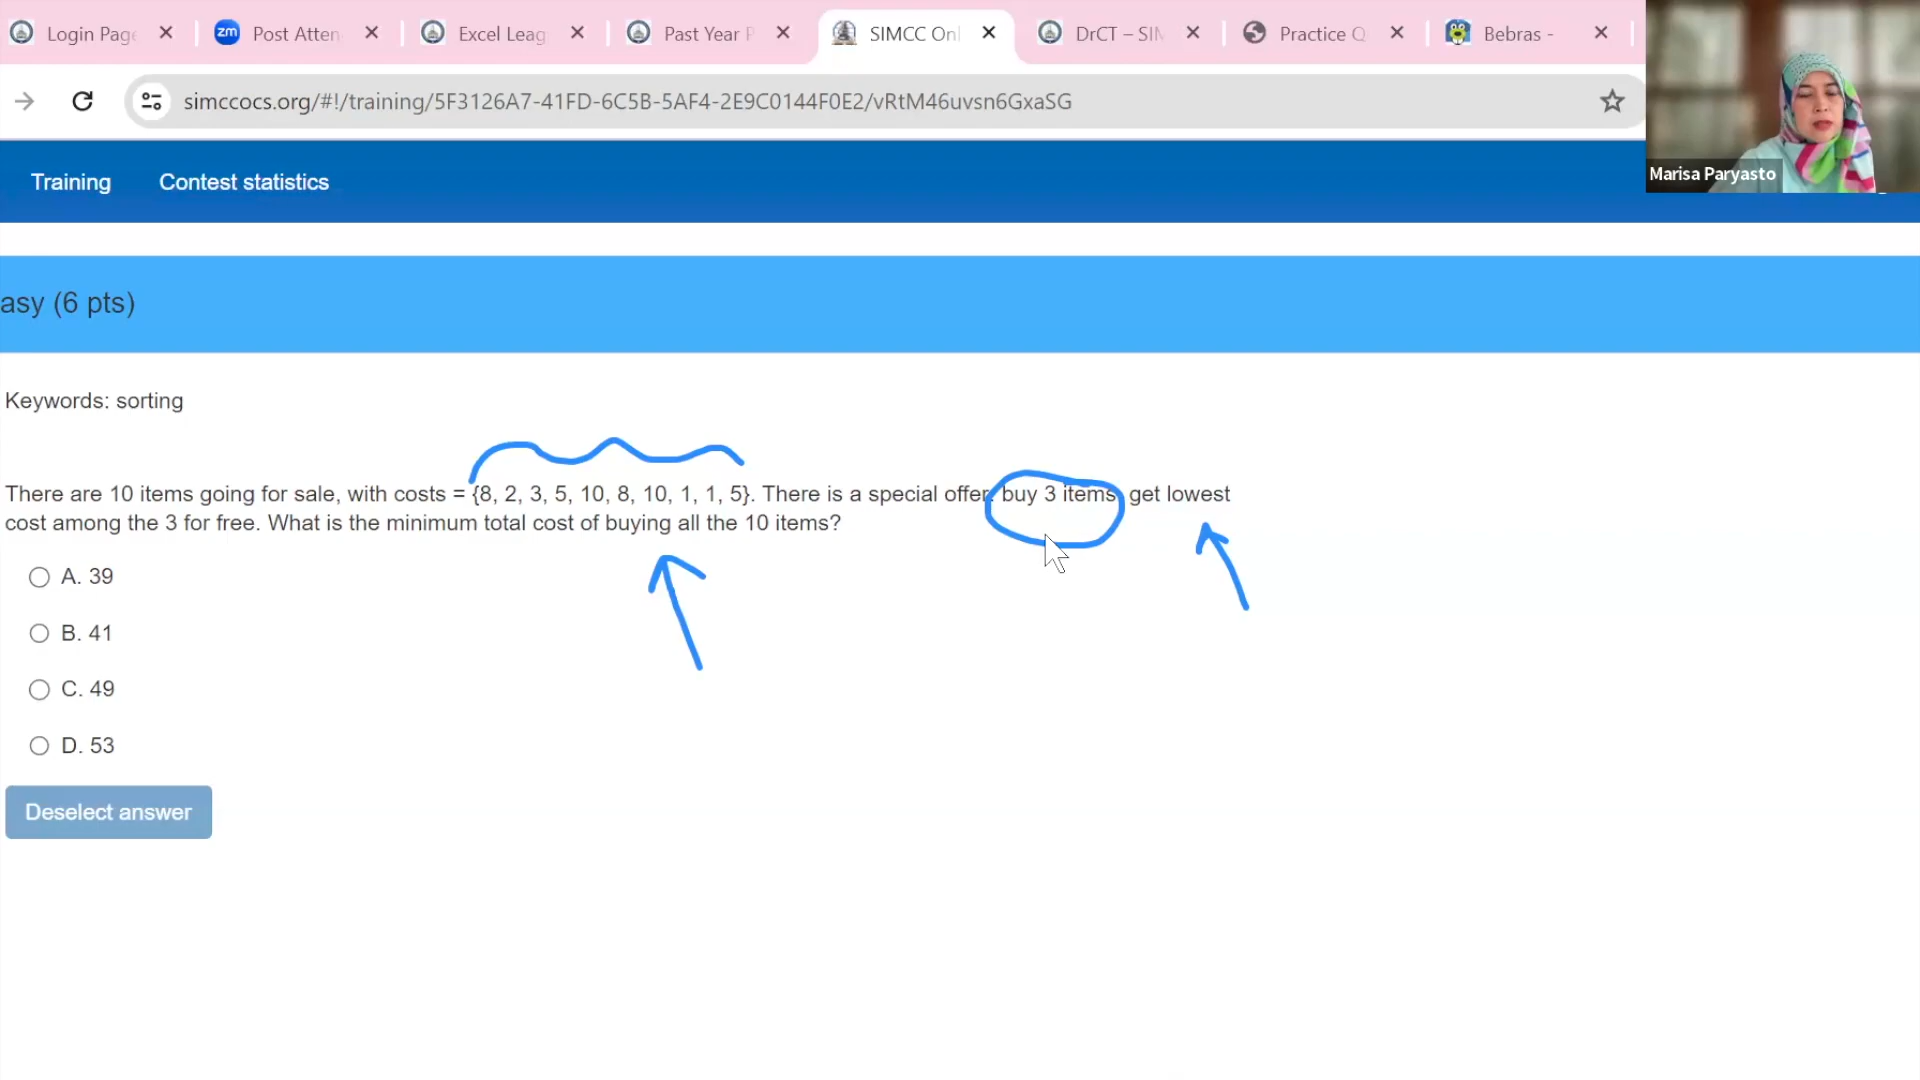 Login Page
zm Post Atten
Excel Leag
Past Year P
SIMCC Onl
DrCT – SIM
Practice Q
Bebras -
simccocs.org/#!/training/5F3126A7-41FD-6C5B-5AF4-2E9C0144F0E2/vRtM46uvsn6GxaSG
Marisa Paryasto
Training Contest statistics
asy (6 pts)
Keywords: sorting
There are 10 items going for sale, with costs = {8, 2, 3, 5, 10, 8, 10, 1, 1, 5}. There is a special offer: buy 3 items, get lowest
cost among the 3 for free. What is the minimum total cost of buying all the 10 items?
A. 39
B. 41
C. 49
D. 53
Deselect answer